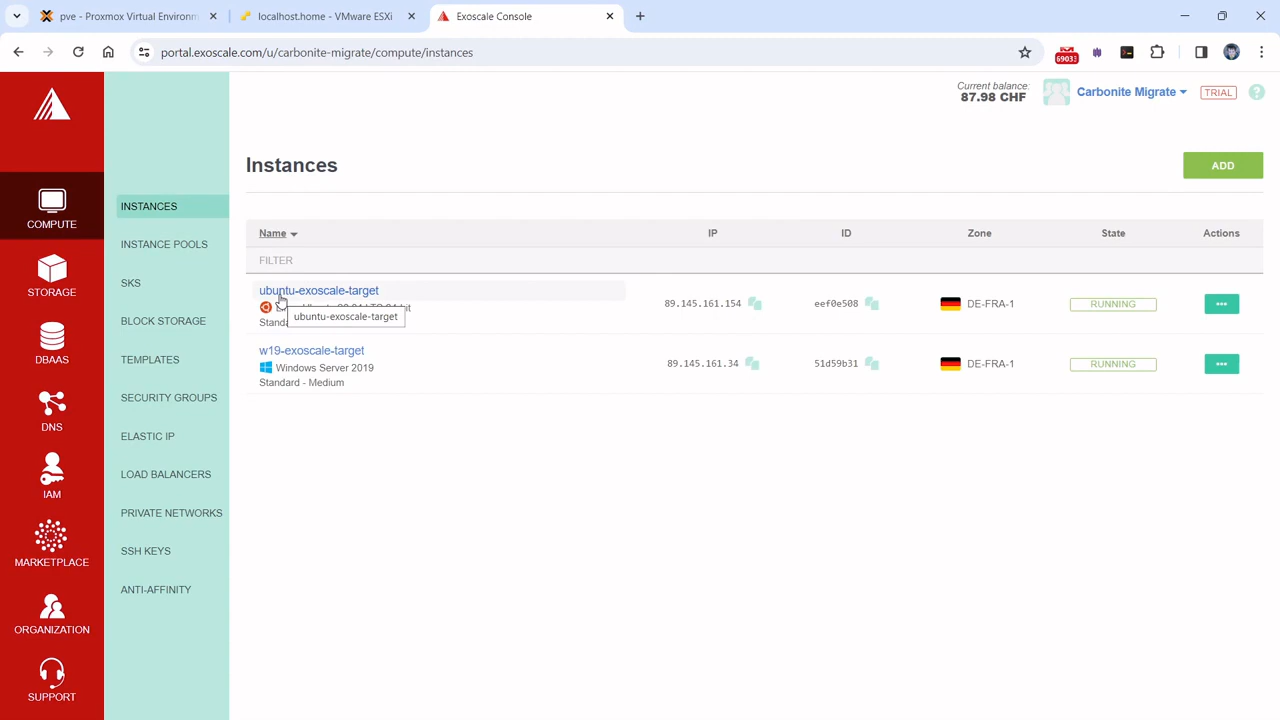 pve - Proxmox Virtual Environm
localhost.home - VMware ESXi
Exoscale Console
portal.exoscale.com/u/carbonite-migrate/compute/instances
Current balance:
87.98 CHF
Carbonite Migrate
TRIAL
?
Instances
ADD
COMPUTE
STORAGE
DBAAS
DNS
IAM
MARKETPLACE
ORGANIZATION
SUPPORT
INSTANCES
INSTANCE POOLS
SKS
BLOCK STORAGE
TEMPLATES
SECURITY GROUPS
ELASTIC IP
LOAD BALANCERS
PRIVATE NETWORKS
SSH KEYS
ANTI-AFFINITY
Name IP ID Zone State Actions
FILTER
ubuntu-exoscale-target
89.145.161.154 eef0e508 DE-FRA-1 RUNNING
ubuntu-exoscale-target
w19-exoscale-target
Windows Server 2019
Standard - Medium
89.145.161.34 51d59b31 DE-FRA-1 RUNNING